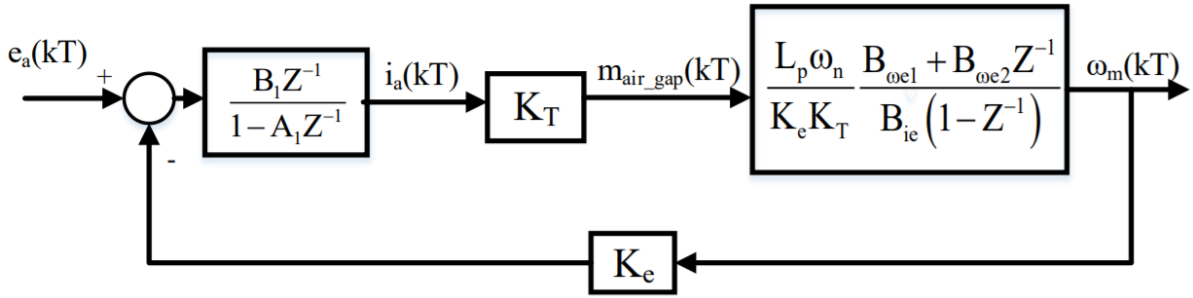 eₐ(kT)
+
-
B₁Z⁻¹
1−A₁Z⁻¹
iₐ(kT)
K_T
m_air_gap(kT)
L_pω_n B_ωe1 + B_ωe2Z⁻¹
K_eK_T B_ie(1−Z⁻¹)
ω_m(kT)
K_e